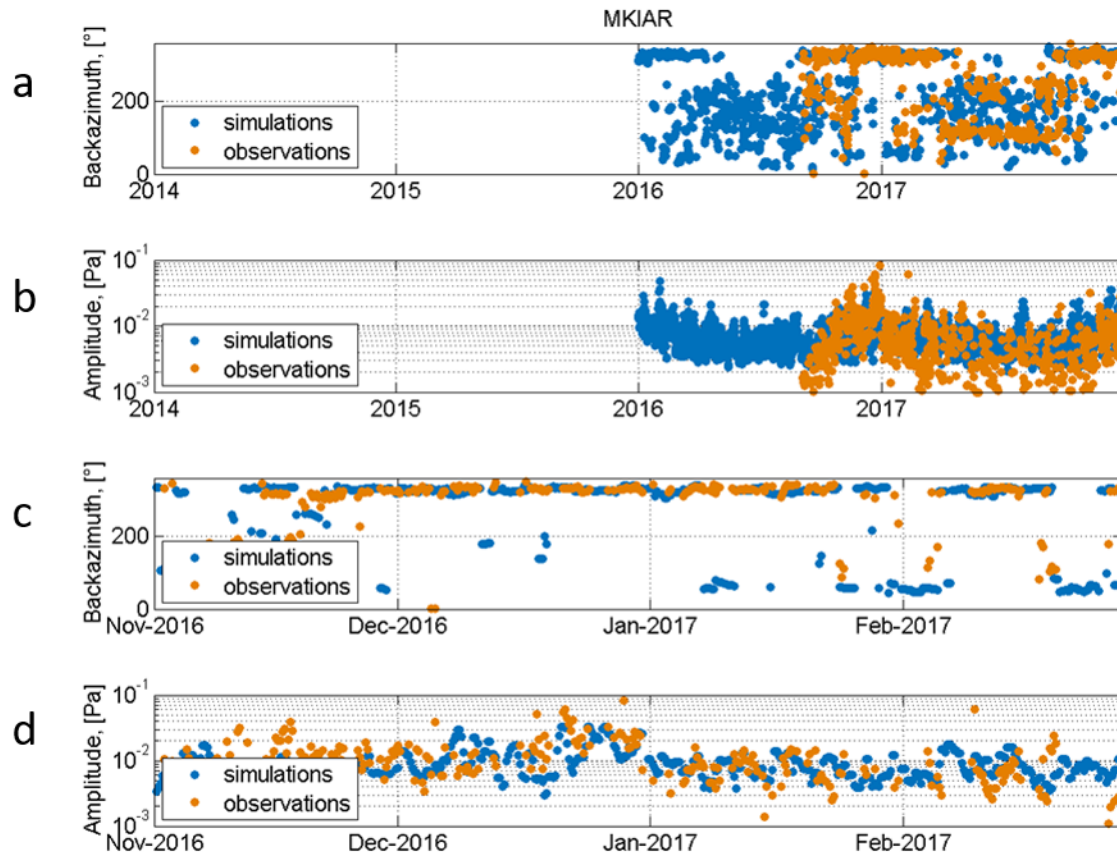 MKIAR
a
Backazimuth, [°]
200
0
simulations
observations
2014 2015 2016 2017
b
Amplitude, [Pa]
10-1
10-2
10-3
simulations
observations
2014 2015 2016 2017
c
Backazimuth, [°]
200
0
simulations
observations
Nov-2016 Dec-2016 Jan-2017 Feb-2017
d
Amplitude, [Pa]
10-1
10-2
10-3
simulations
observations
Nov-2016 Dec-2016 Jan-2017 Feb-2017